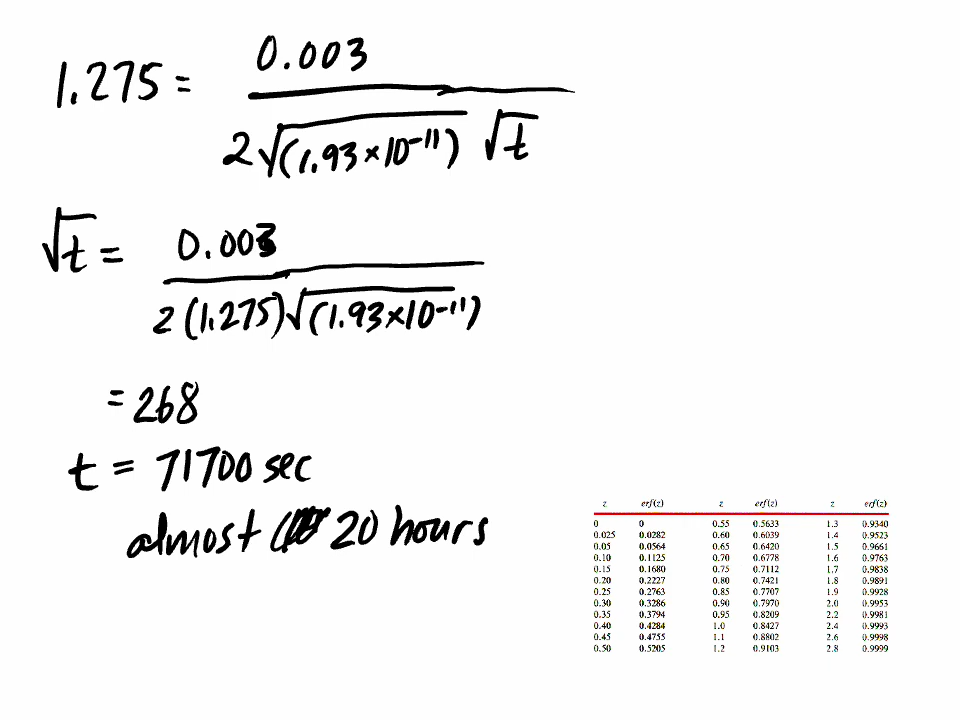 1.275 = 0.003
2√(1.93×10⁻¹¹) √t
√t = 0.003
2(1.275)√(1.93×10⁻¹¹)
= 268
t = 71700 sec
almost 20 hours
z erf(z) z erf(z) z erf(z)
0 0 0.55 0.5633 1.3 0.9340
0.025 0.0282 0.60 0.6039 1.4 0.9523
0.05 0.0564 0.65 0.6420 1.5 0.9661
0.10 0.1125 0.70 0.6778 1.6 0.9763
0.15 0.1680 0.75 0.7112 1.7 0.9838
0.20 0.2227 0.80 0.7421 1.8 0.9891
0.25 0.2763 0.85 0.7707 1.9 0.9928
0.30 0.3286 0.90 0.7970 2.0 0.9953
0.35 0.3794 0.95 0.8209 2.2 0.9981
0.40 0.4284 1.0 0.8427 2.4 0.9993
0.45 0.4755 1.1 0.8802 2.6 0.9998
0.50 0.5205 1.2 0.9103 2.8 0.9999